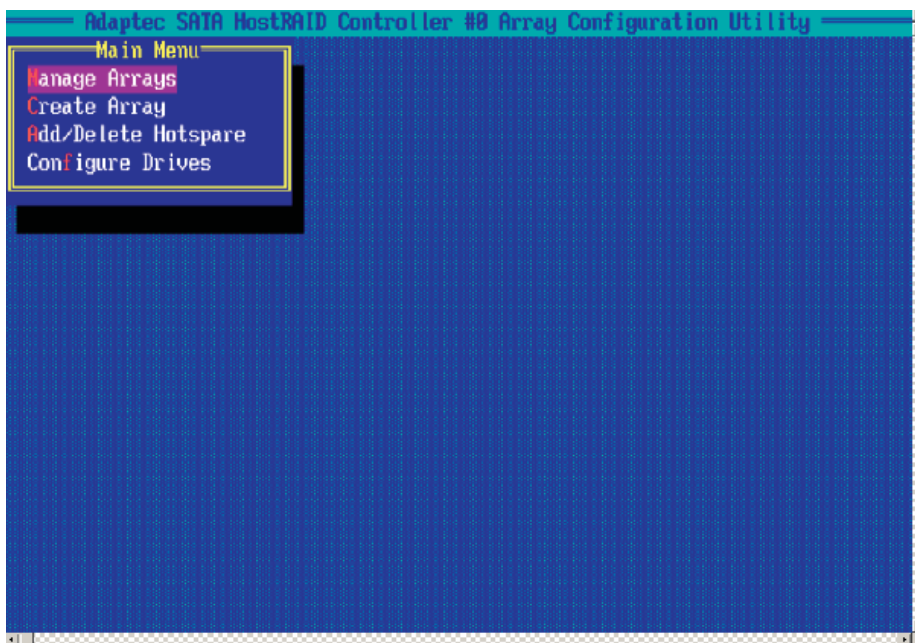 Adaptec SATA HostRAID Controller #0 Array Configuration Utility
Main Menu
Manage Arrays
Create Array
Add/Delete Hotspare
Configure Drives